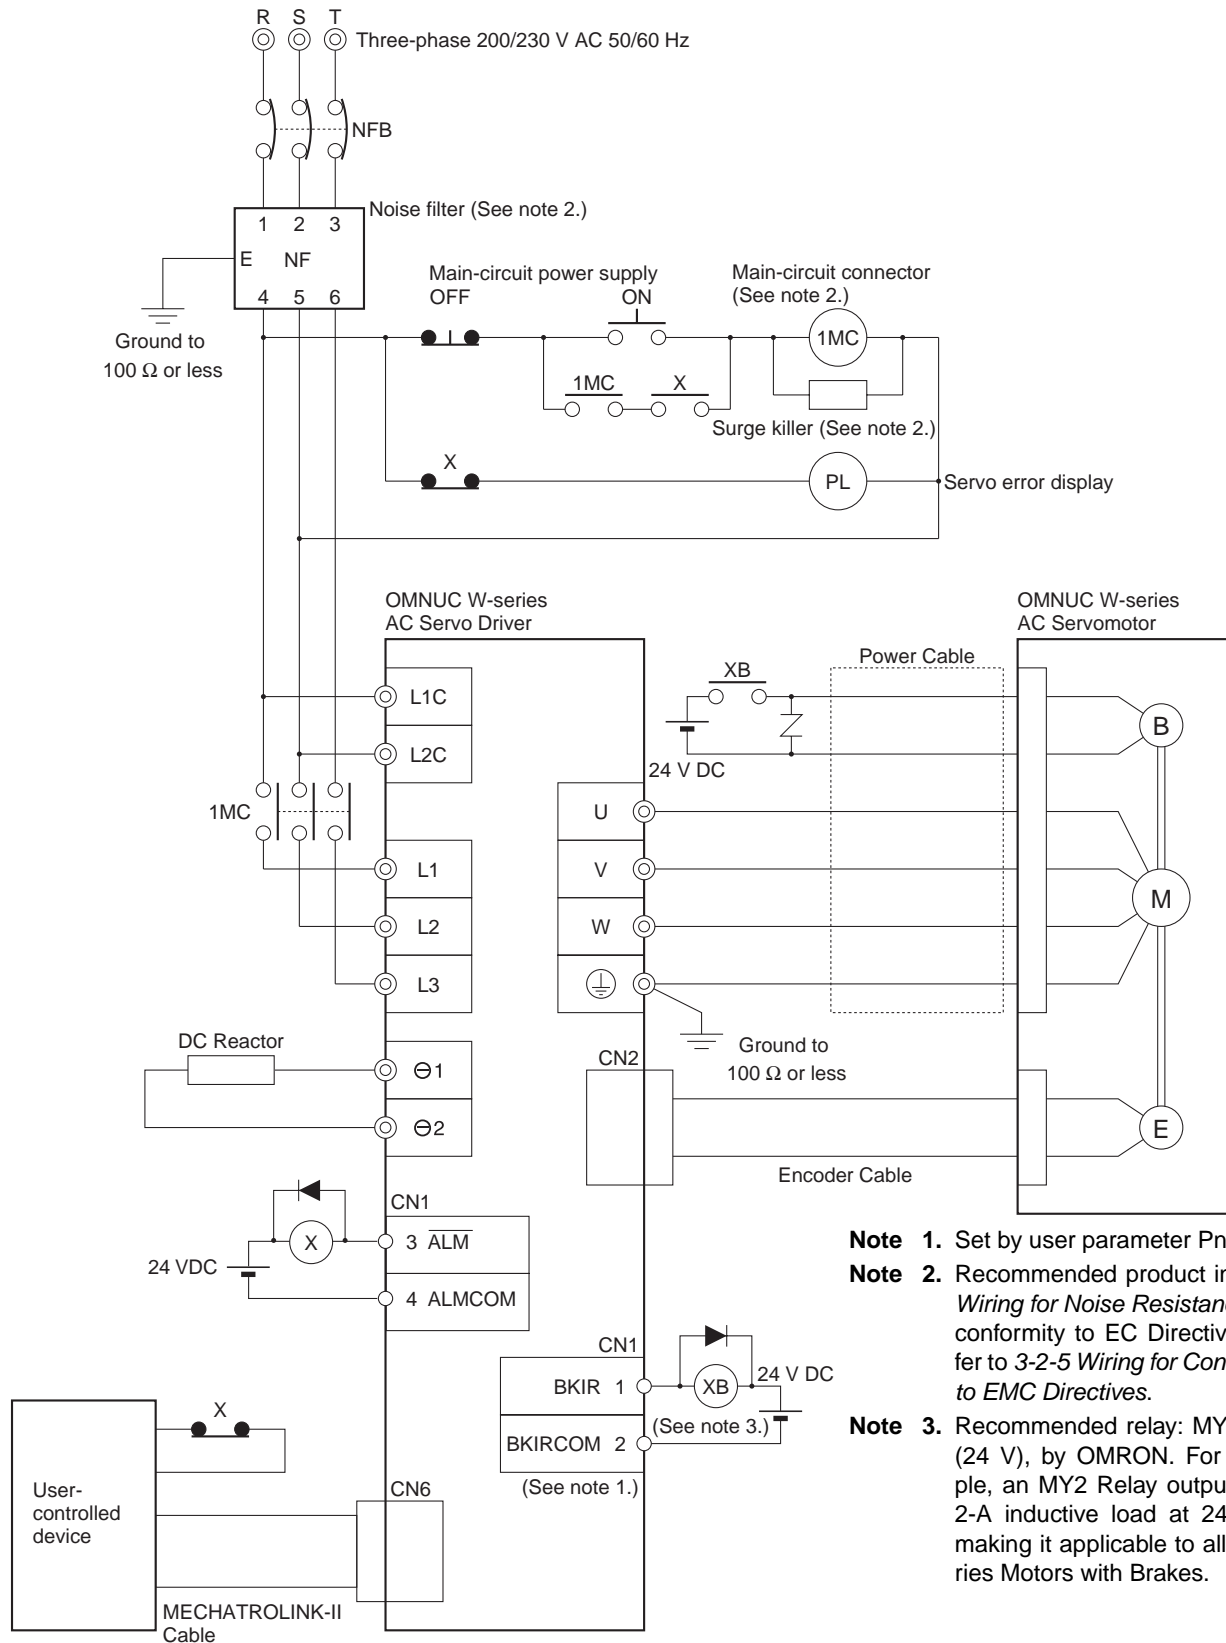 R S T
Three-phase 200/230 V AC 50/60 Hz
NFB
Noise filter (See note 2.)
1 2 3
E NF
4 5 6
Ground to
100 Ω or less
Main-circuit power supply
OFF ON
Main-circuit connector
(See note 2.)
1MC
1MC X
Surge killer (See note 2.)
X
PL
Servo error display
OMNUC W-series
AC Servo Driver
OMNUC W-series
AC Servomotor
L1C
L2C
1MC
L1
L2
L3
DC Reactor
⊖1
⊖2
XB
24 V DC
Power Cable
U
V
W
Ground to
100 Ω or less
B
M
E
CN2
Encoder Cable
CN1
X
24 VDC
3 ALM
4 ALMCOM
CN1
BKIR 1
BKIRCOM 2
XB
24 V DC
(See note 3.)
(See note 1.)
X
User-
controlled
device
CN6
MECHATROLINK-II
Cable
Note 1. Set by user parameter Pn
Note 2. Recommended product in
Wiring for Noise Resistan
conformity to EC Directiv
fer to 3-2-5 Wiring for Con
to EMC Directives.
Note 3. Recommended relay: MY
(24 V), by OMRON. For
ple, an MY2 Relay outpu
2-A inductive load at 24
making it applicable to all
ries Motors with Brakes.